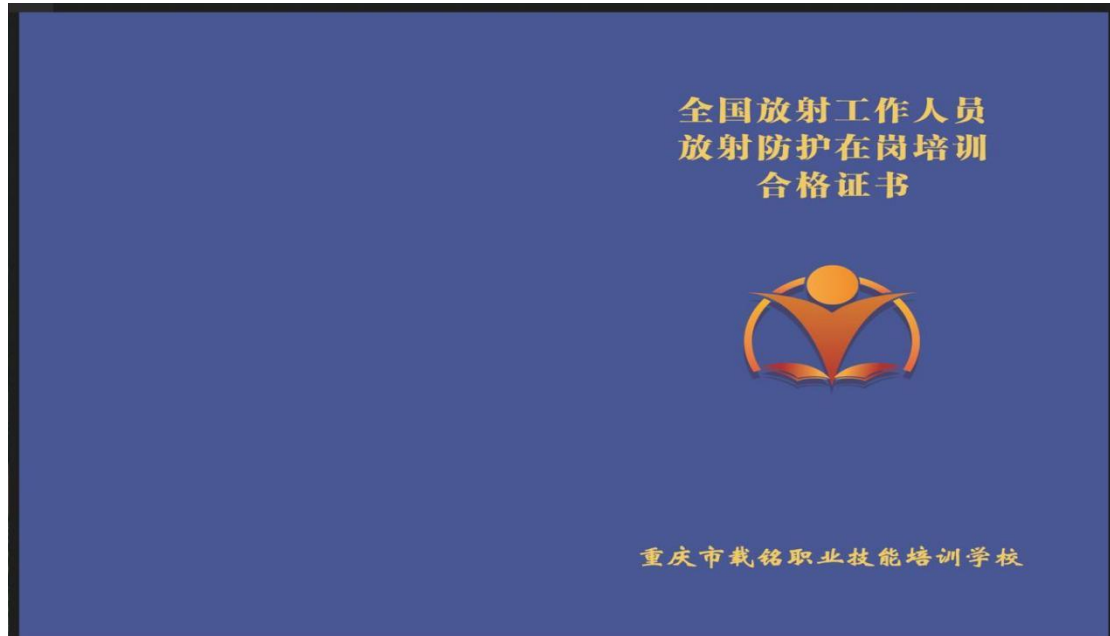 全国放射工作人员
放射防护在岗培训
合格证书
重庆市载铭职业技能培训学校